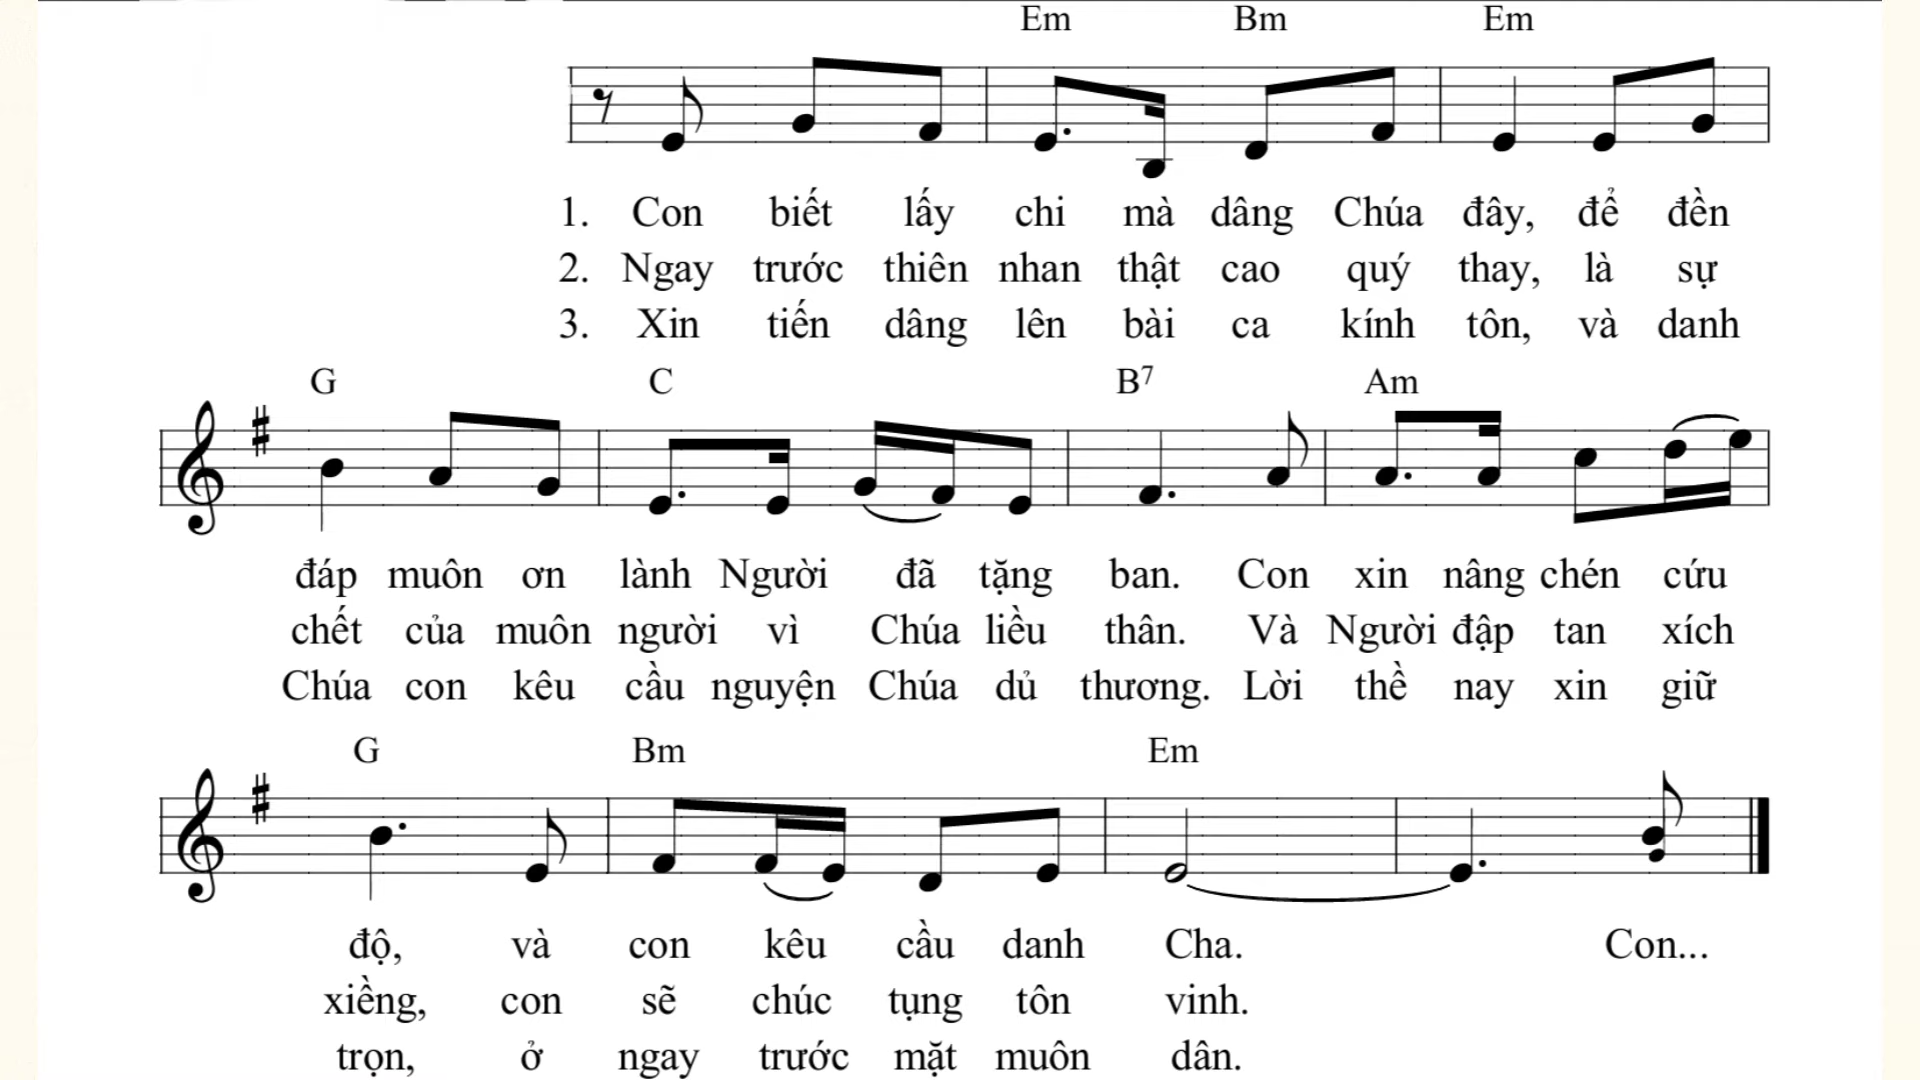 Em Bm Em
1. Con biết lấy chi mà dâng Chúa đây, để đền
2. Ngay trước thiên nhan thật cao quý thay, là sự
3. Xin tiến dâng lên bài ca kính tôn, và danh
G C B7 Am
đáp muôn ơn lành Người đã tặng ban. Con xin nâng chén cứu
chết của muôn người vì Chúa liều thân. Và Người đập tan xích
Chúa con kêu cầu nguyện Chúa dủ thương. Lời thề nay xin giữ
G Bm Em
độ, và con kêu cầu danh Cha. Con...
xiềng, con sẽ chúc tụng tôn vinh.
trọn, ở ngay trước mặt muôn dân.